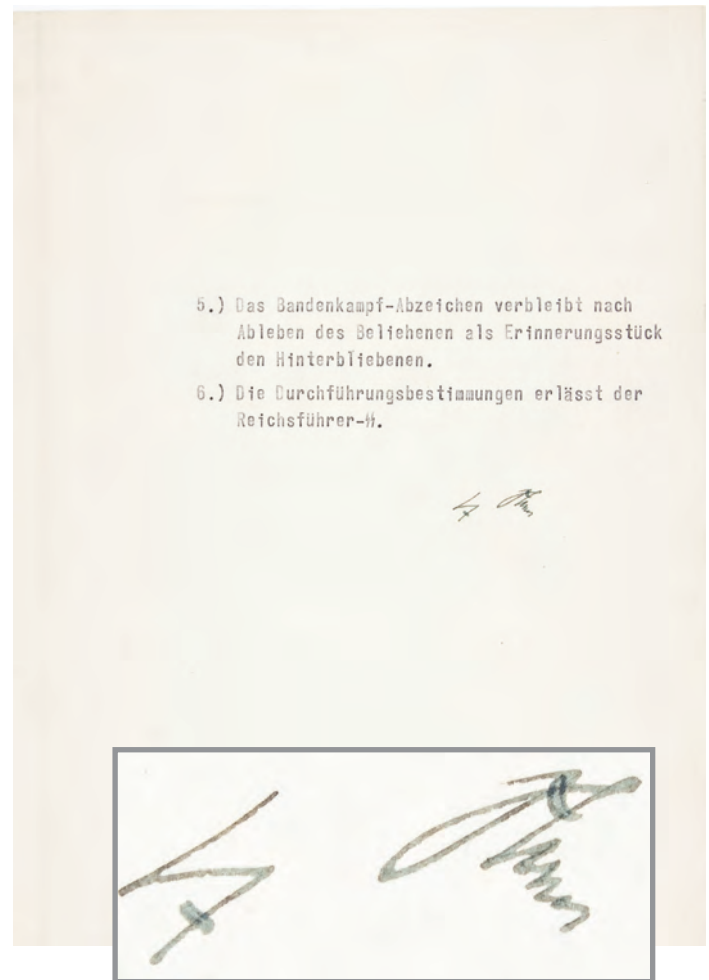 5.) Das Bandenkampf-Abzeichen verbleibt nach
Ableben des Beliehenen als Erinnerungsstück
den Hinterbliebenen.
6.) Die Durchführungsbestimmungen erlässt der
Reichsführer-ᛋᛋ.